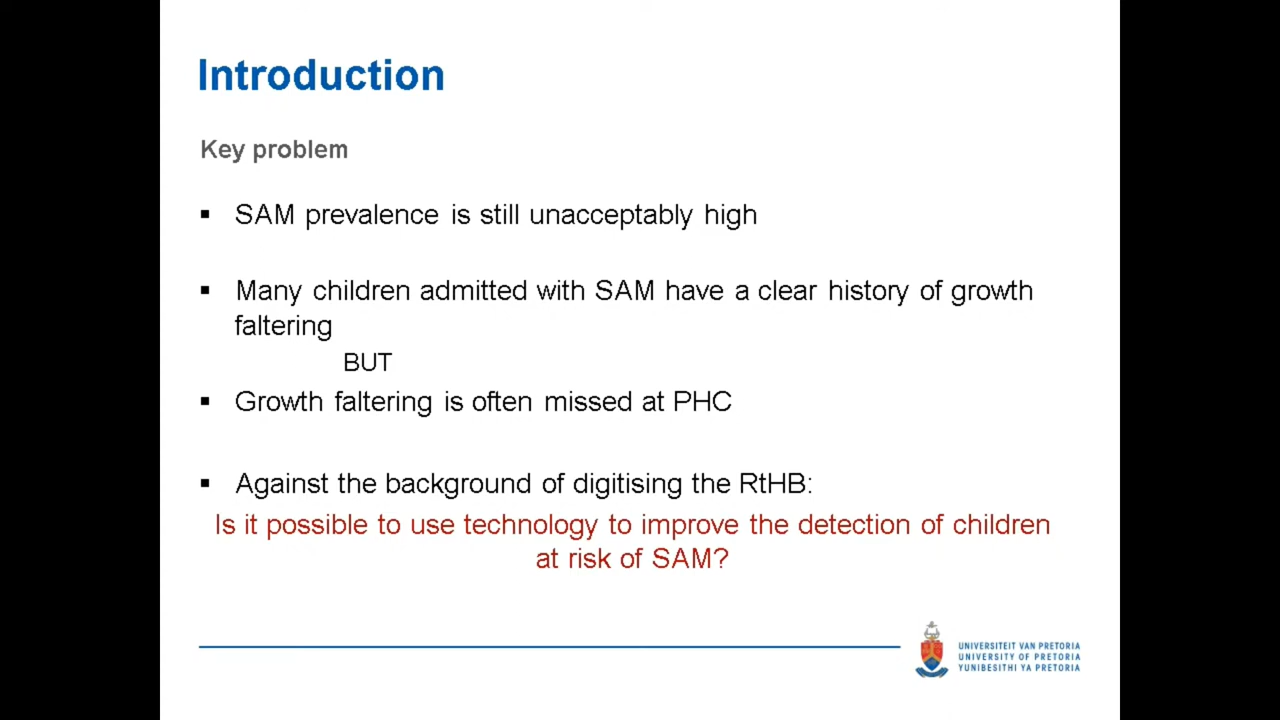 Introduction
Key problem
▪ SAM prevalence is still unacceptably high
▪ Many children admitted with SAM have a clear history of growth
faltering
BUT
▪ Growth faltering is often missed at PHC
▪ Against the background of digitising the RtHB:
Is it possible to use technology to improve the detection of children
at risk of SAM?
UNIVERSITEIT VAN PRETORIA
UNIVERSITY OF PRETORIA
YUNIBESITHI YA PRETORIA